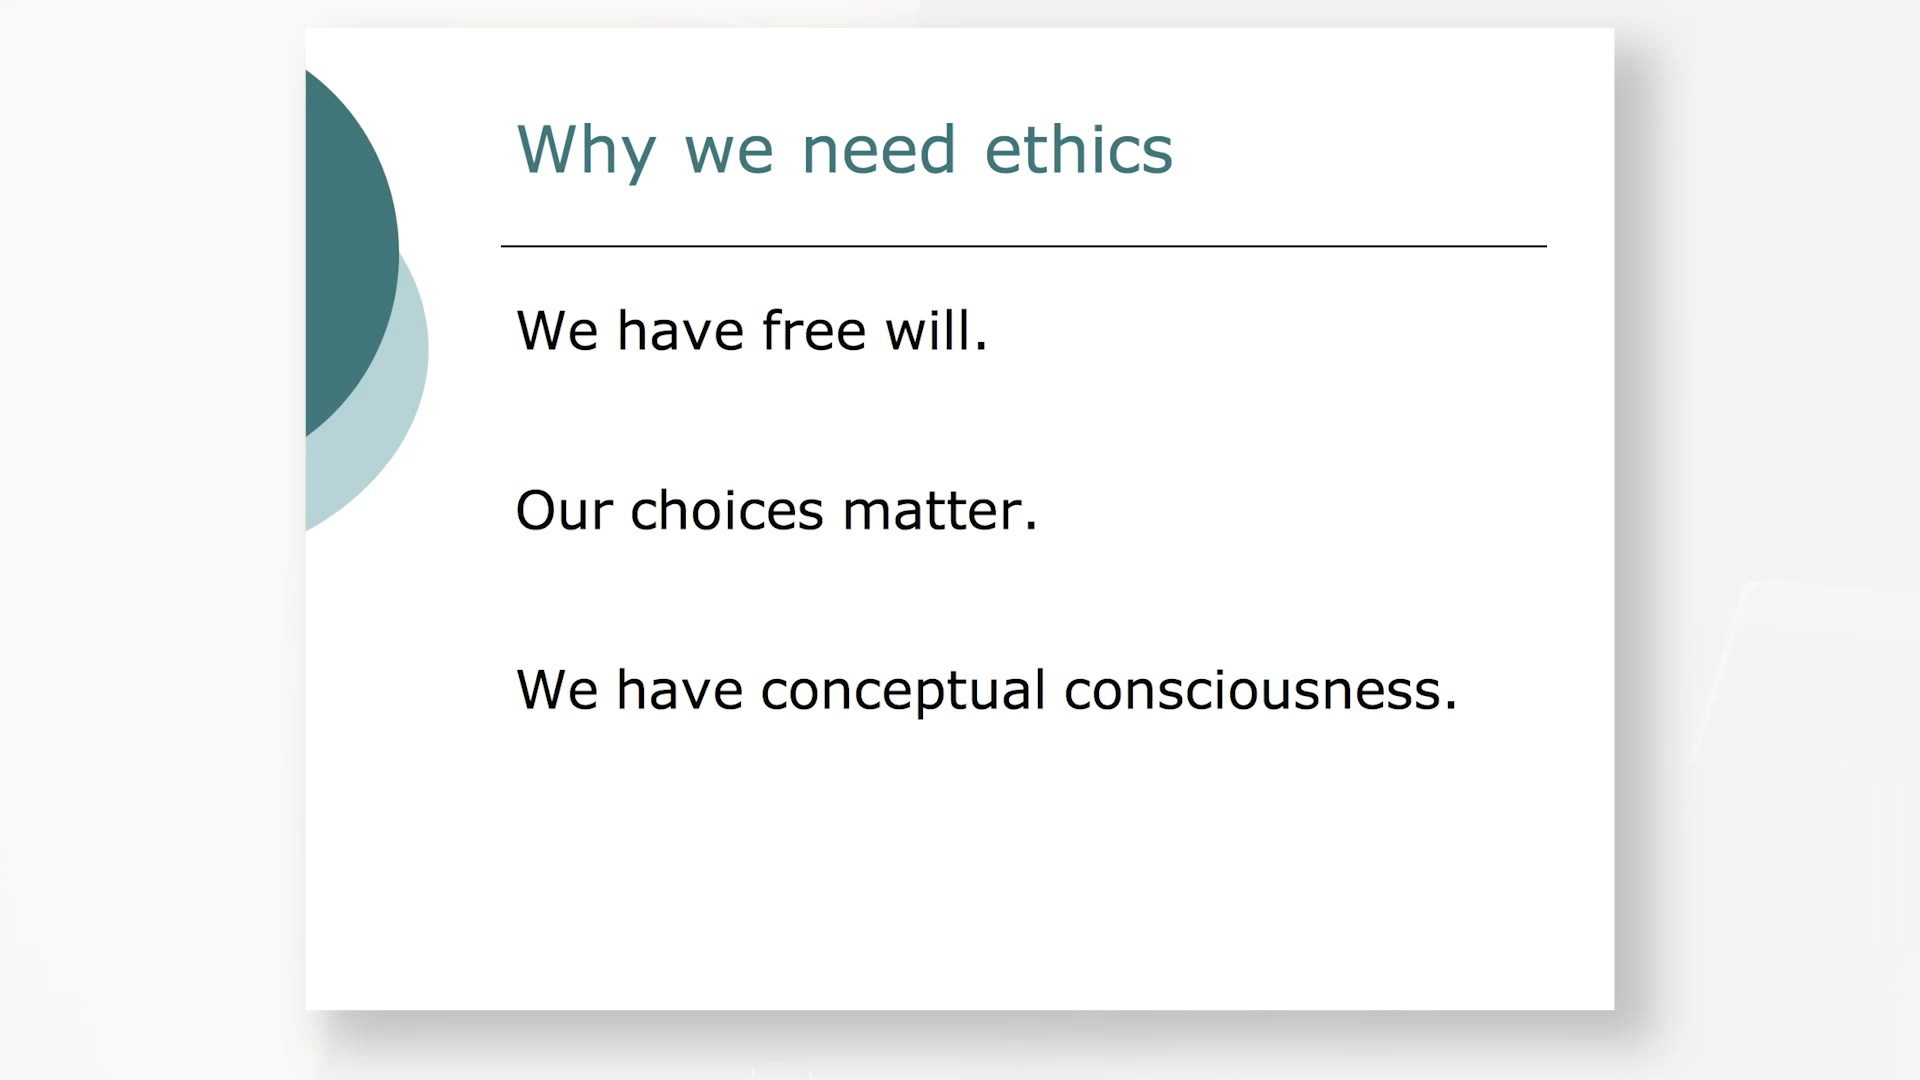 Why we need ethics
We have free will.
Our choices matter.
We have conceptual consciousness.